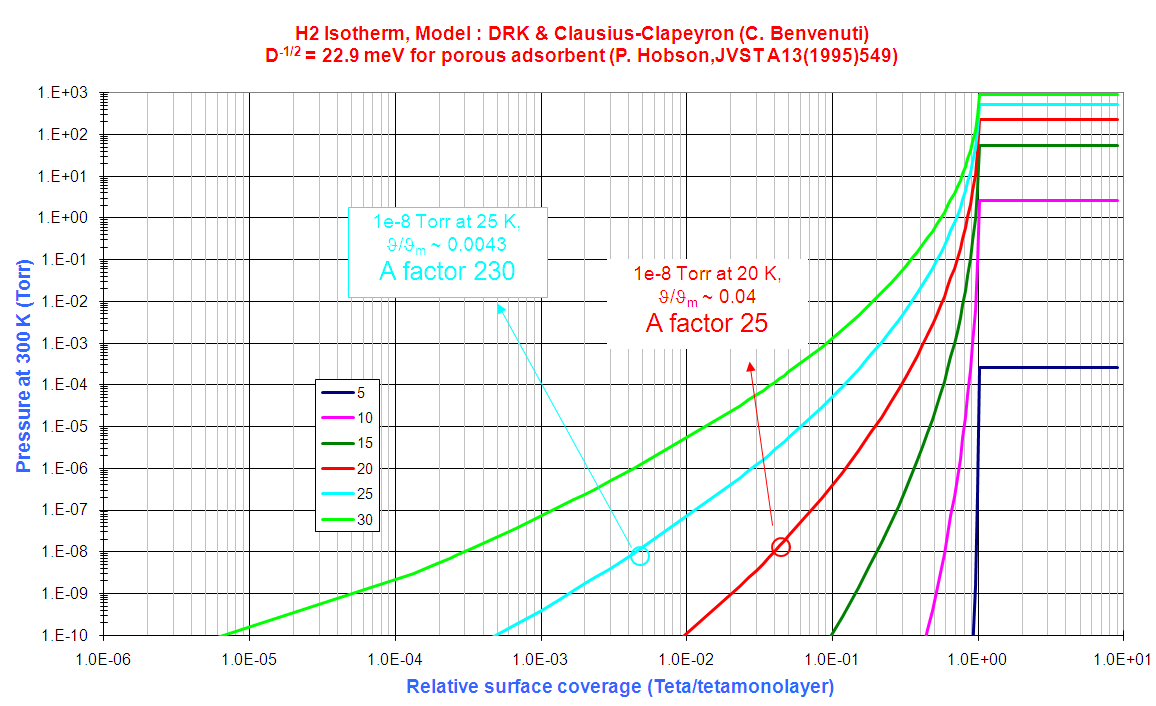 H2 Isotherm, Model : DRK & Clausius-Clapeyron (C. Benvenuti)
D-1/2 = 22.9 meV for porous adsorbent (P. Hobson,JVST A13(1995)549)
1.E+03
1.E+02
1.E+01
1.E+00
1.E-01
1.E-02
1.E-03
1.E-04
1.E-05
1.E-06
1.E-07
1.E-08
1.E-09
1.E-10
Pressure at 300 K (Torr)
1e-8 Torr at 25 K,
ϑ/ϑm ~ 0.0043
A factor 230
1e-8 Torr at 20 K,
ϑ/ϑm ~ 0.04
A factor 25
5
10
15
20
25
30
1.0E-06
1.0E-05
1.0E-04
1.0E-03
1.0E-02
1.0E-01
1.0E+00
1.0E+01
Relative surface coverage (Teta/tetamonolayer)